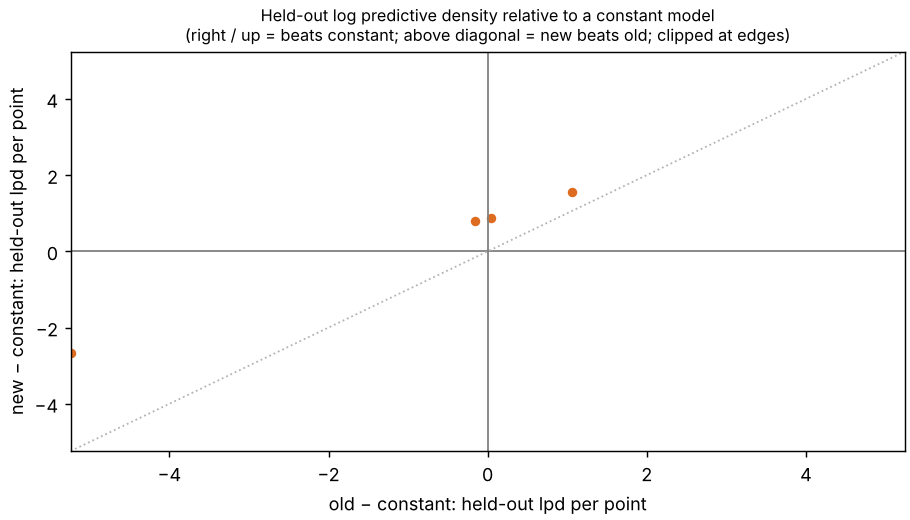 Held-out log predictive density relative to a constant model
(right / up = beats constant; above diagonal = new beats old; clipped at edges)
new − constant: held-out lpd per point
4
2
0
−2
−4
−4
−2
0
2
4
old − constant: held-out lpd per point